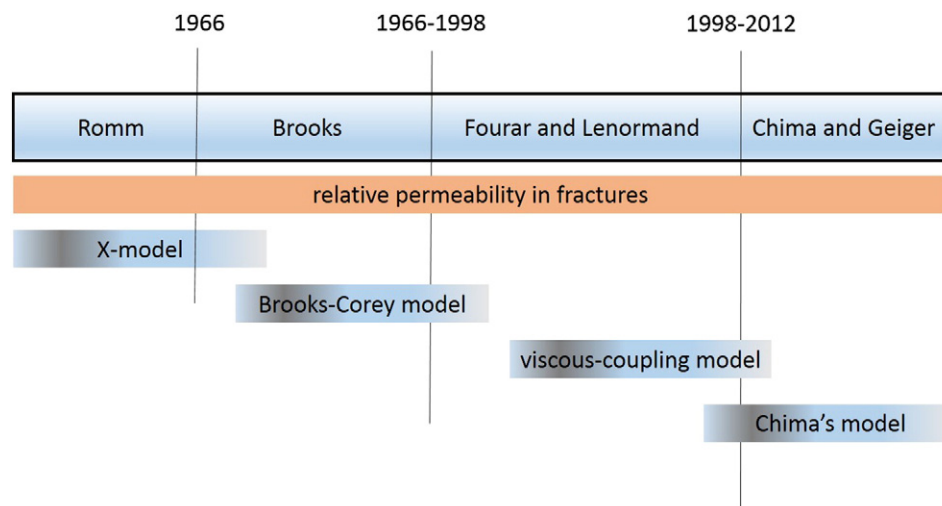 1966
1966-1998
1998-2012
Romm
Brooks
Fourar and Lenormand
Chima and Geiger
relative permeability in fractures
X-model
Brooks-Corey model
viscous-coupling model
Chima’s model